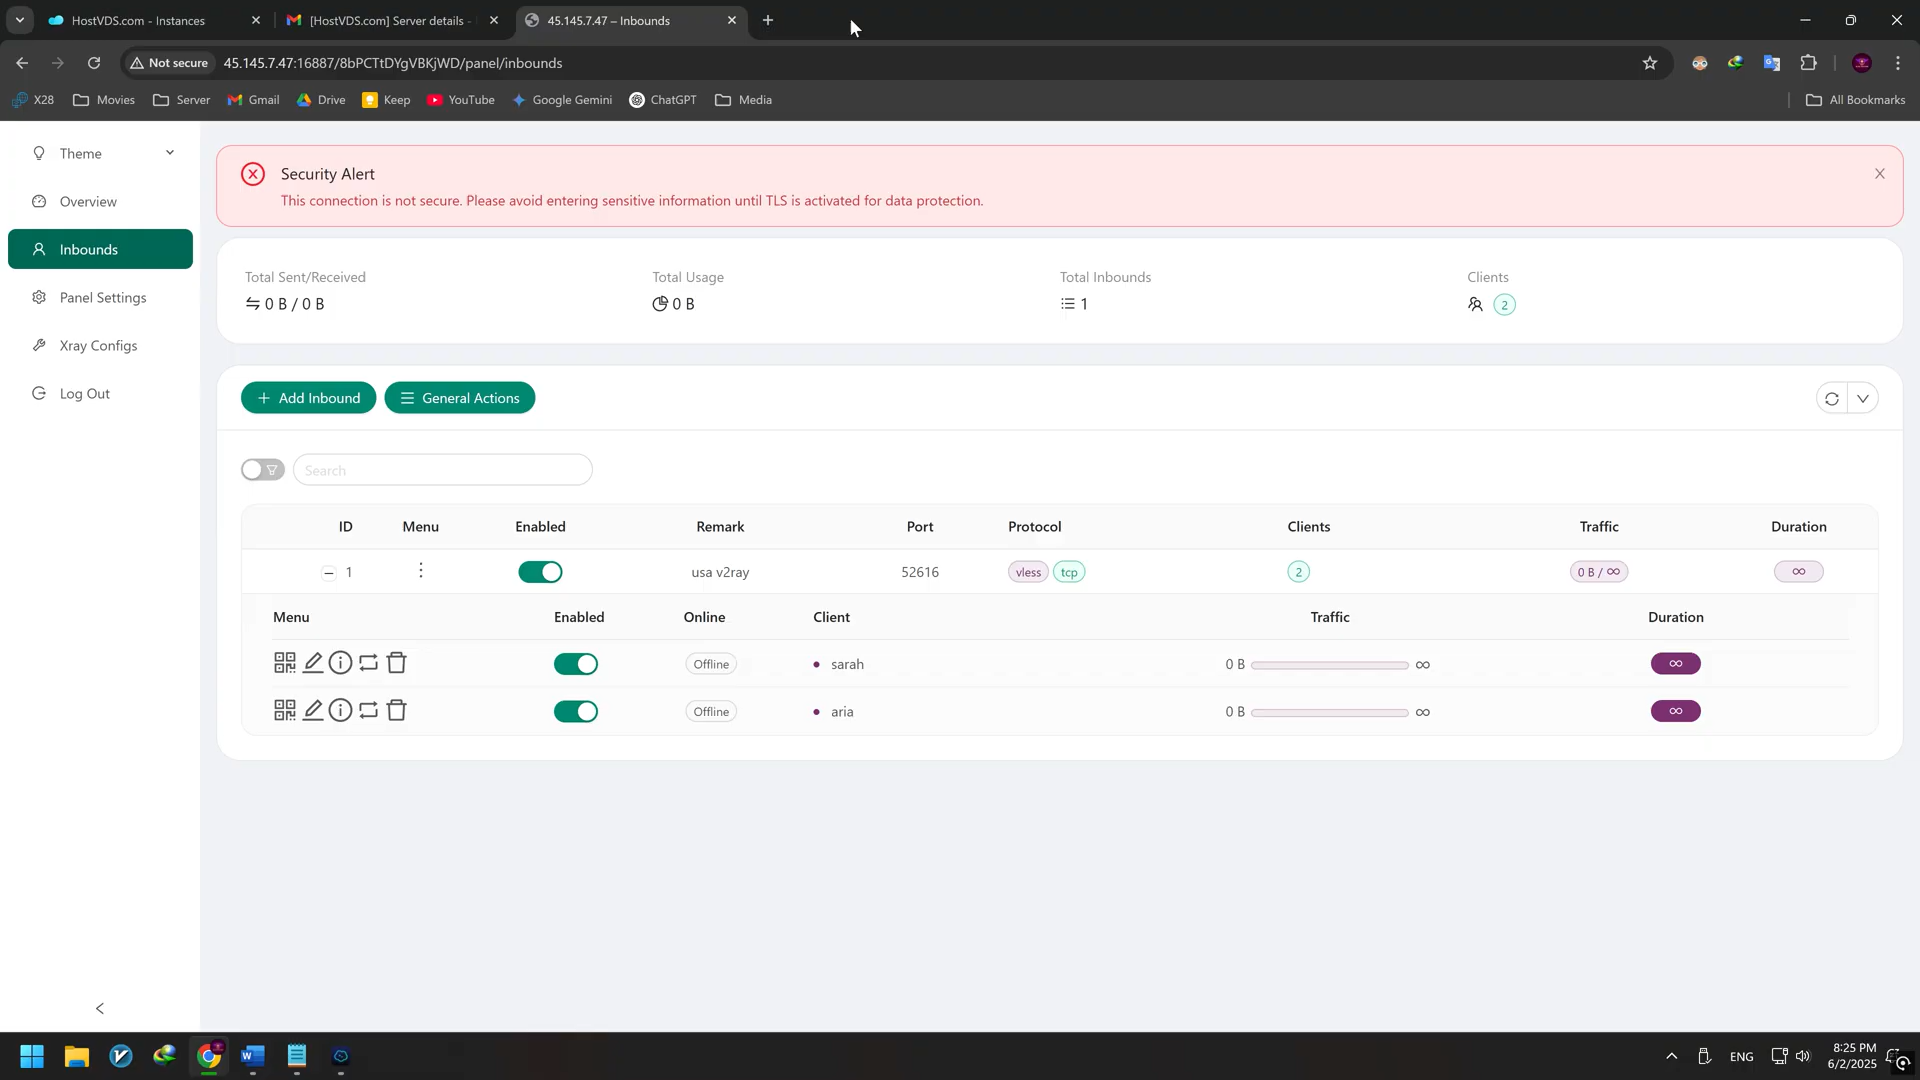 HostVDS.com - Instances
[HostVDS.com] Server details -
45.145.7.47 – Inbounds
Not secure
45.145.7.47:16887/8bPCTtDYgVBKjWD/panel/inbounds
X28
Movies
Server
Gmail
Drive
Keep
YouTube
Google Gemini
ChatGPT
Media
All Bookmarks
Theme
Overview
Inbounds
Panel Settings
Xray Configs
Log Out
Security Alert
This connection is not secure. Please avoid entering sensitive information until TLS is activated for data protection.
Total Sent/Received
0 B / 0 B
Total Usage
0 B
Total Inbounds
1
Clients
2
Add Inbound
General Actions
Search
ID Menu Enabled Remark Port Protocol Clients Traffic Duration
1 usa v2ray 52616 vless tcp 2 0 B / ∞ ∞
Menu Enabled Online Client Traffic Duration
Offline sarah 0 B ∞ ∞
Offline aria 0 B ∞ ∞
ENG
8:25 PM
6/2/2025